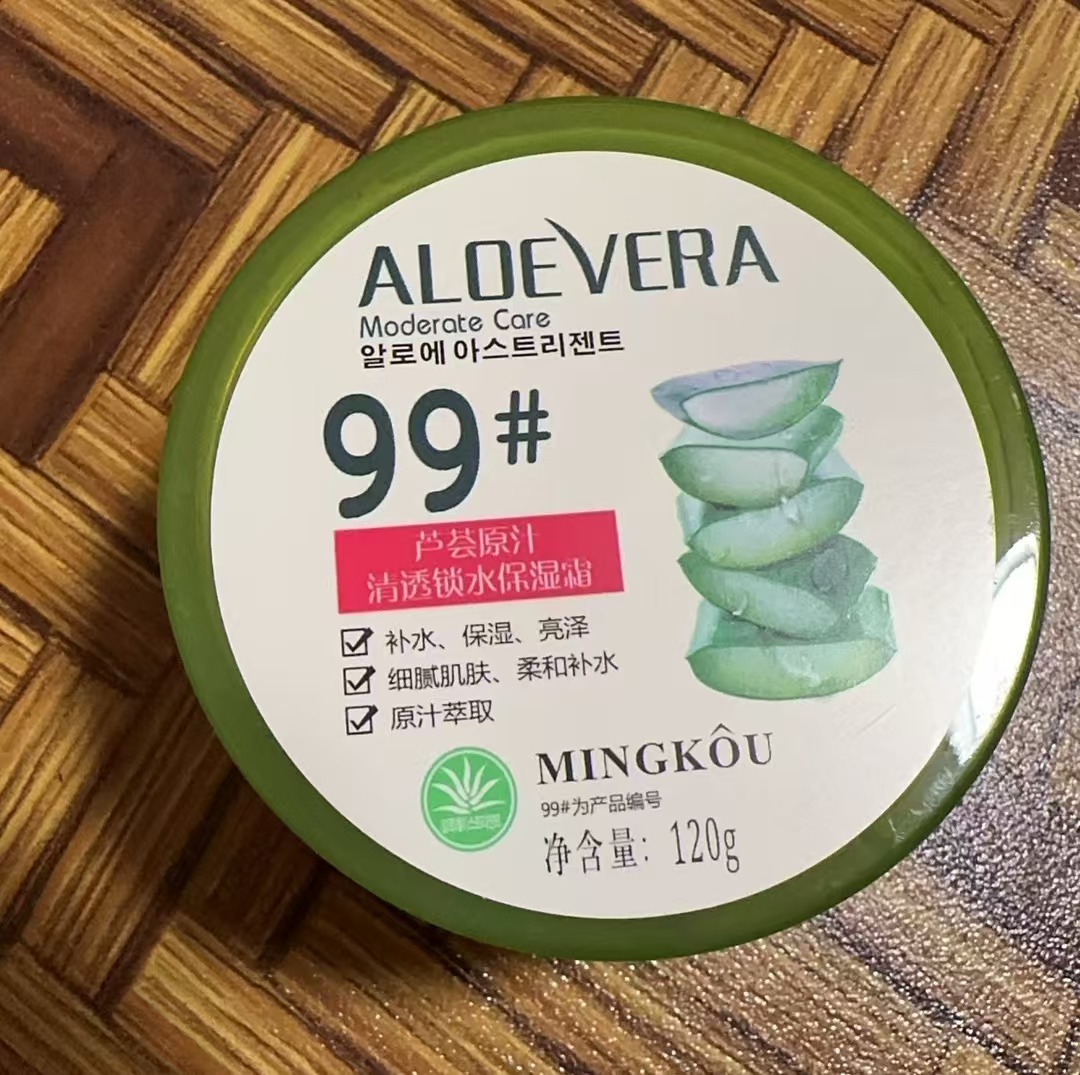 ALOEVERA
Moderate Care
알로에 아스트리젠트
99#
芦荟原汁
清透锁水保湿霜
补水、保湿、亮泽
细腻肌肤、柔和补水
原汁萃取
MINGKÔU
99#为产品编号
净含量：120g